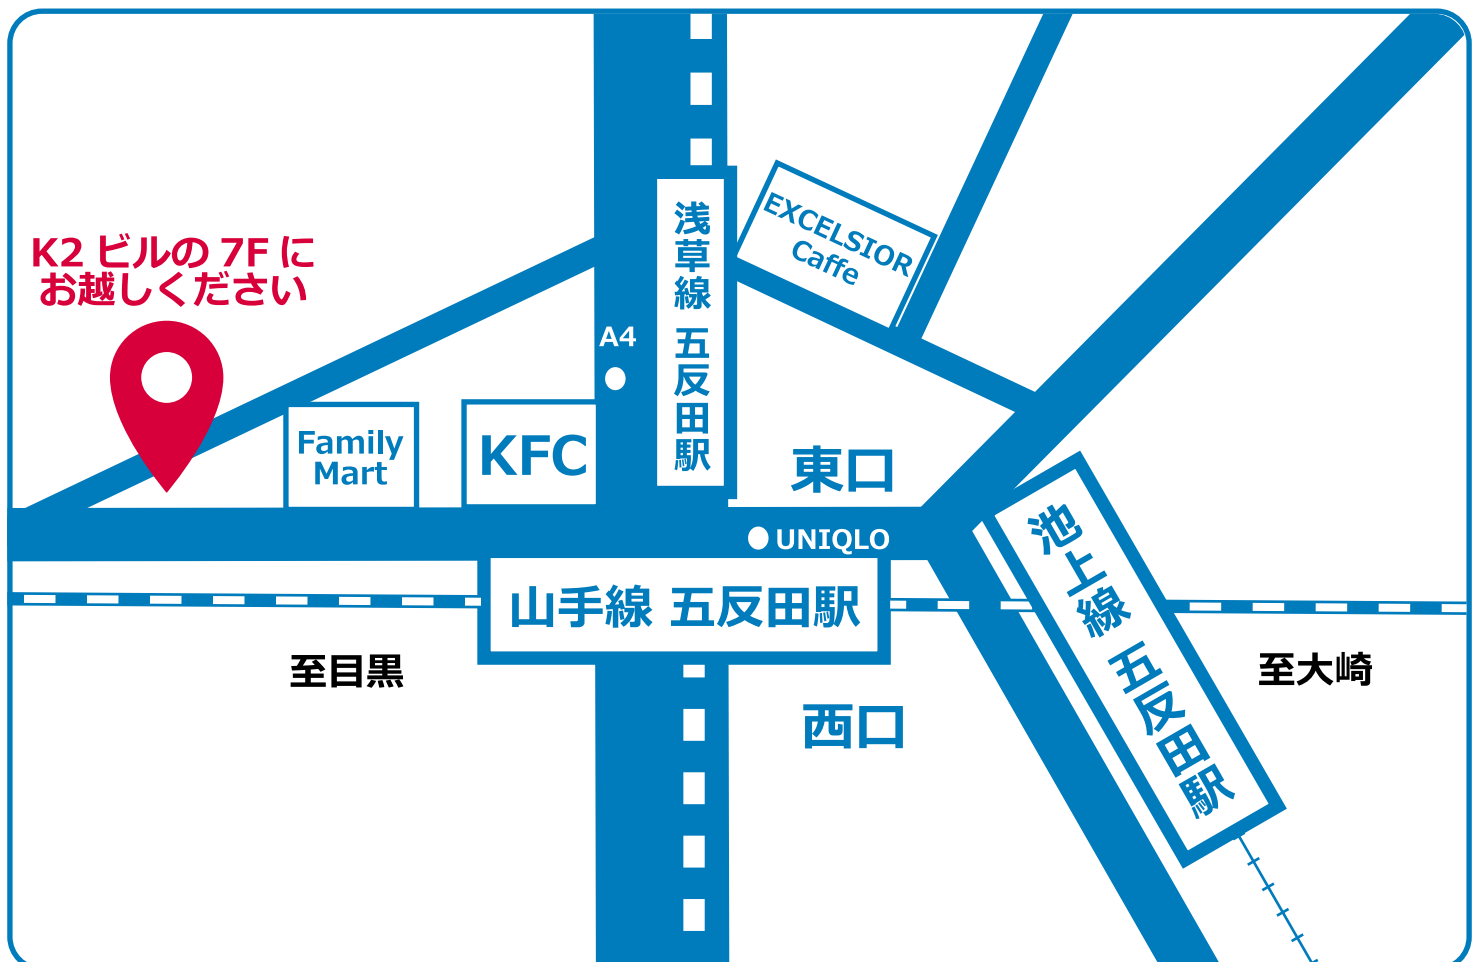 K2 ビルの 7F に
お越しください
浅草線 五反田駅
EXCELSIOR
Caffe
A4
Family
Mart
KFC
東口
UNIQLO
山手線 五反田駅
池上線 五反田駅
至目黒
至大崎
西口